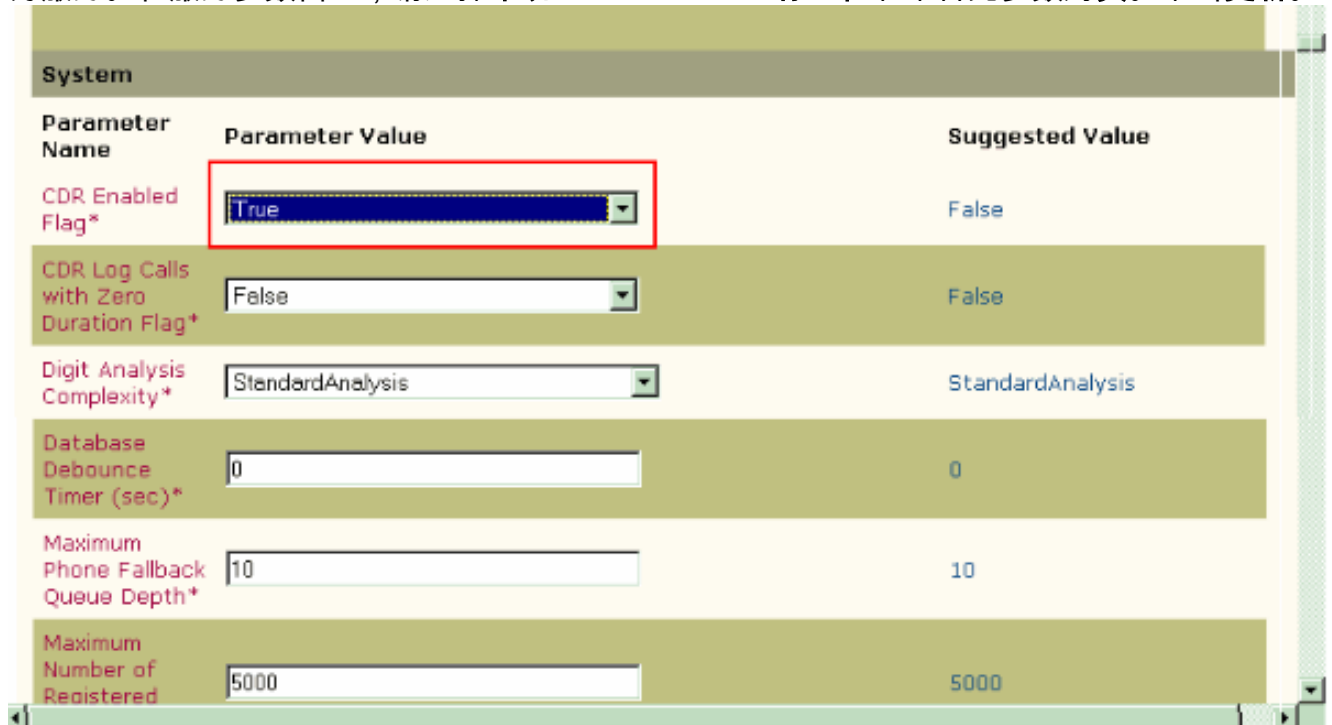 System
Parameter
Name
Parameter Value
Suggested Value
CDR Enabled
Flag*
True
False
CDR Log Calls
with Zero
Duration Flag*
False
False
Digit Analysis
Complexity*
StandardAnalysis
StandardAnalysis
Database
Debounce
Timer (sec)*
0
0
Maximum
Phone Fallback
Queue Depth*
10
10
Maximum
Number of
Registered
5000
5000